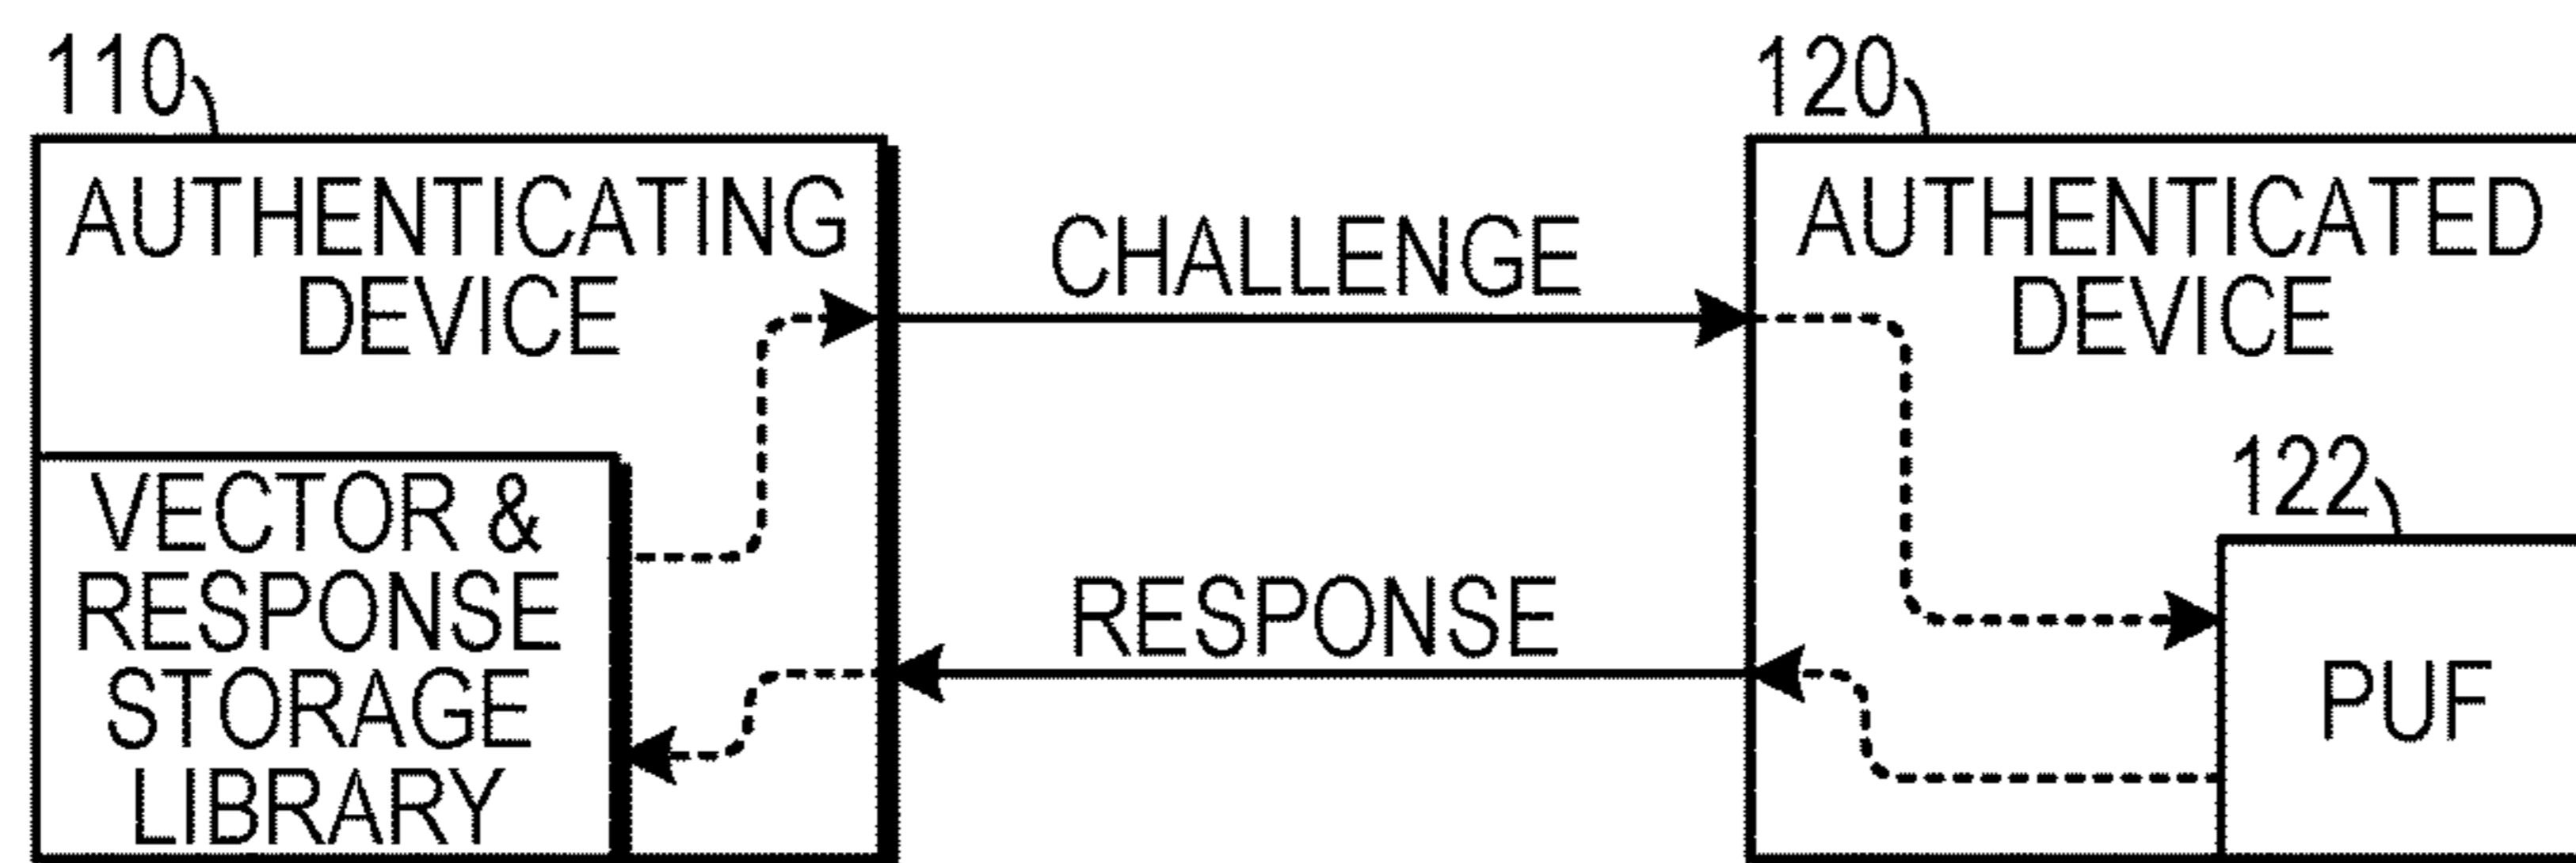 110
AUTHENTICATING
DEVICE
VECTOR &
RESPONSE
STORAGE
LIBRARY
CHALLENGE
RESPONSE
120
AUTHENTICATED
DEVICE
122
PUF